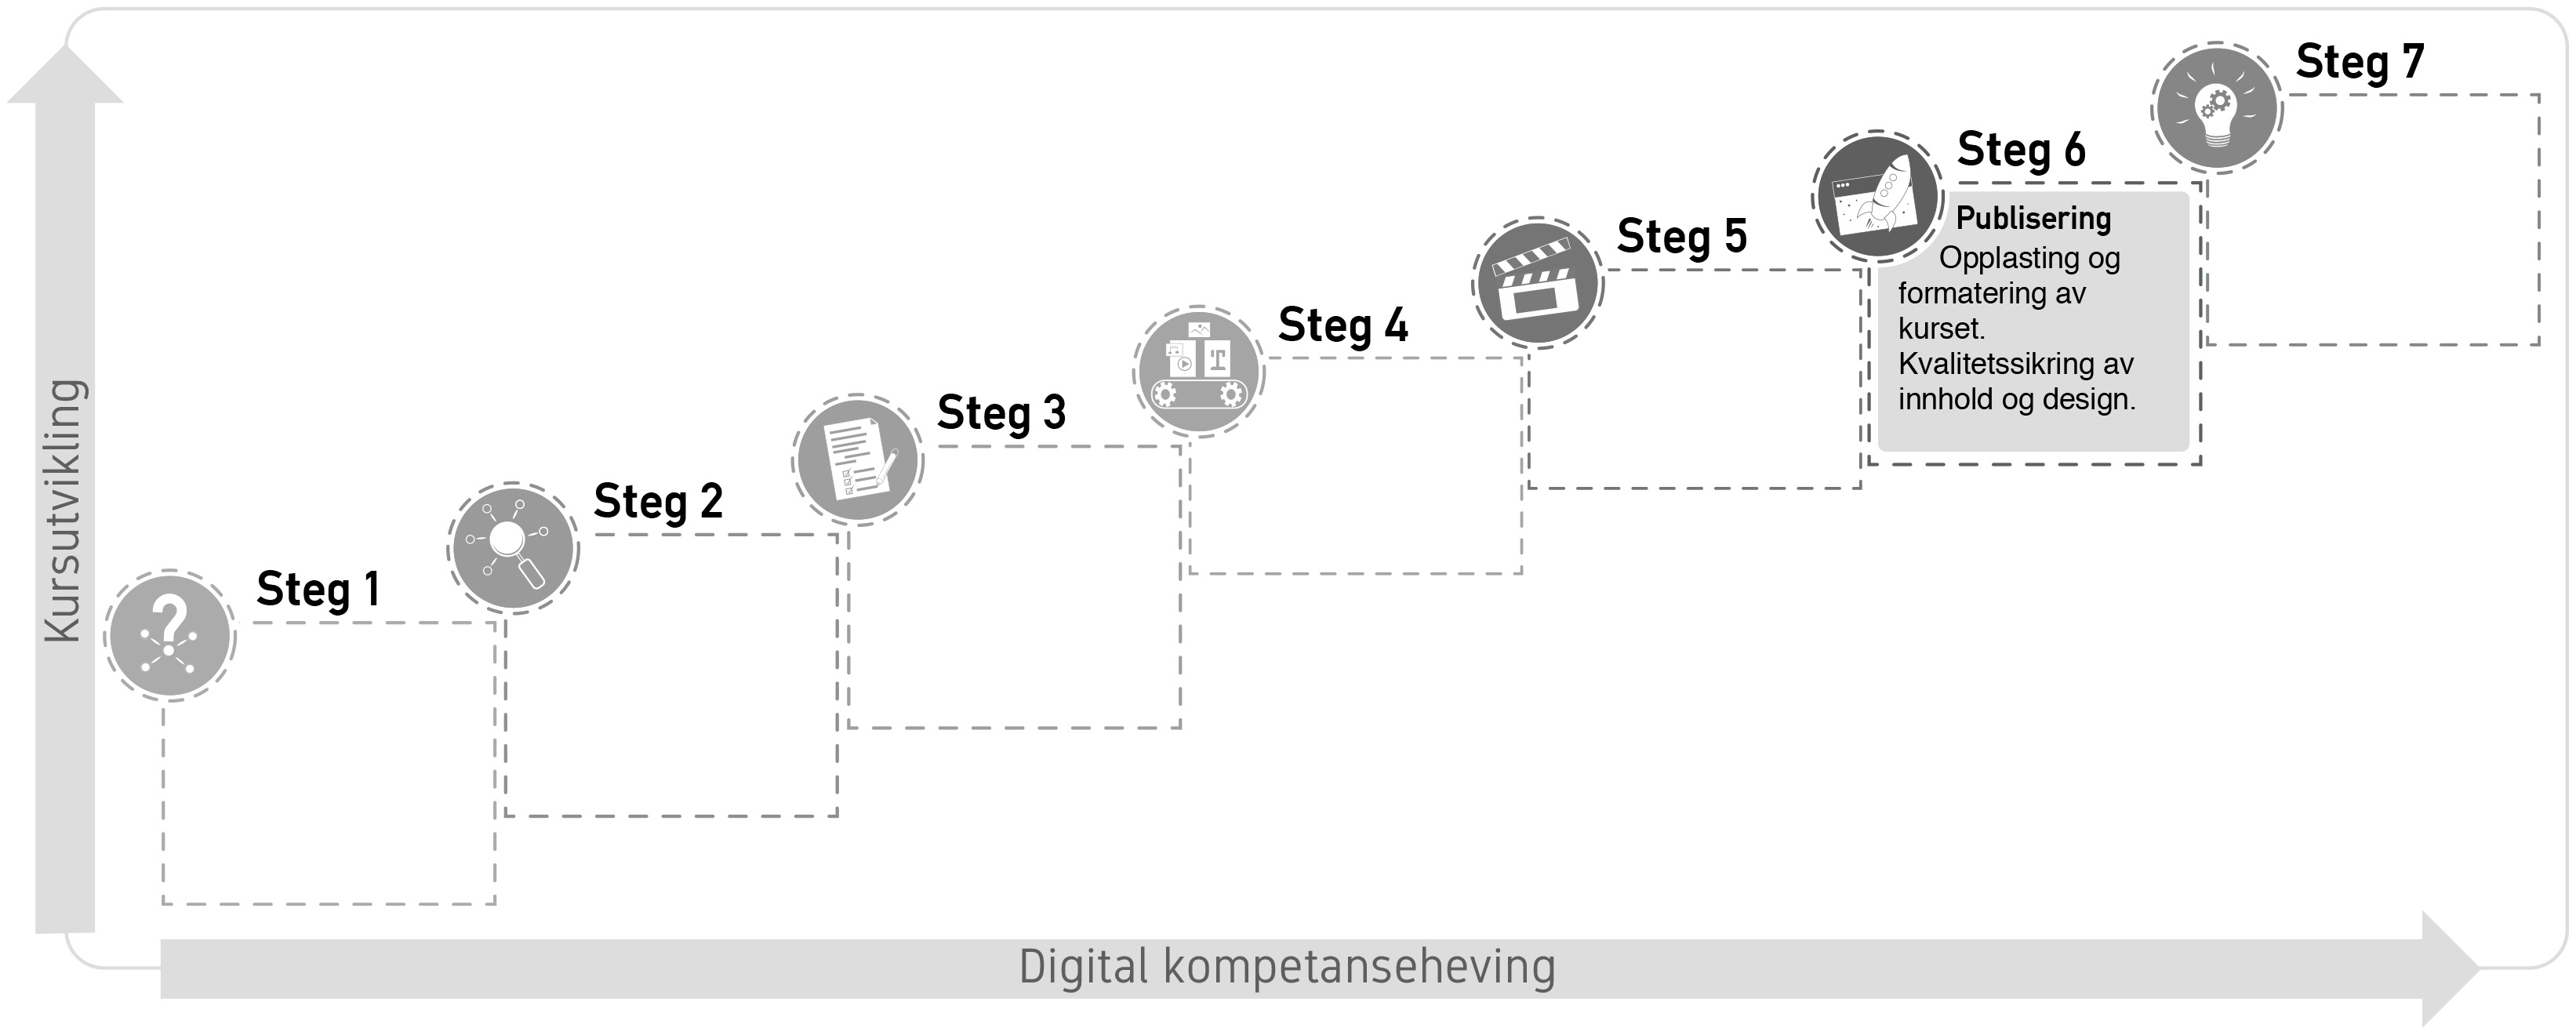 Kursutvikling
Steg 1
Steg 2
Steg 3
Steg 4
Steg 5
Steg 6
Publisering
Opplasting og
formatering av
kurset.
Kvalitetssikring av
innhold og design.
Steg 7
Digital kompetanseheving